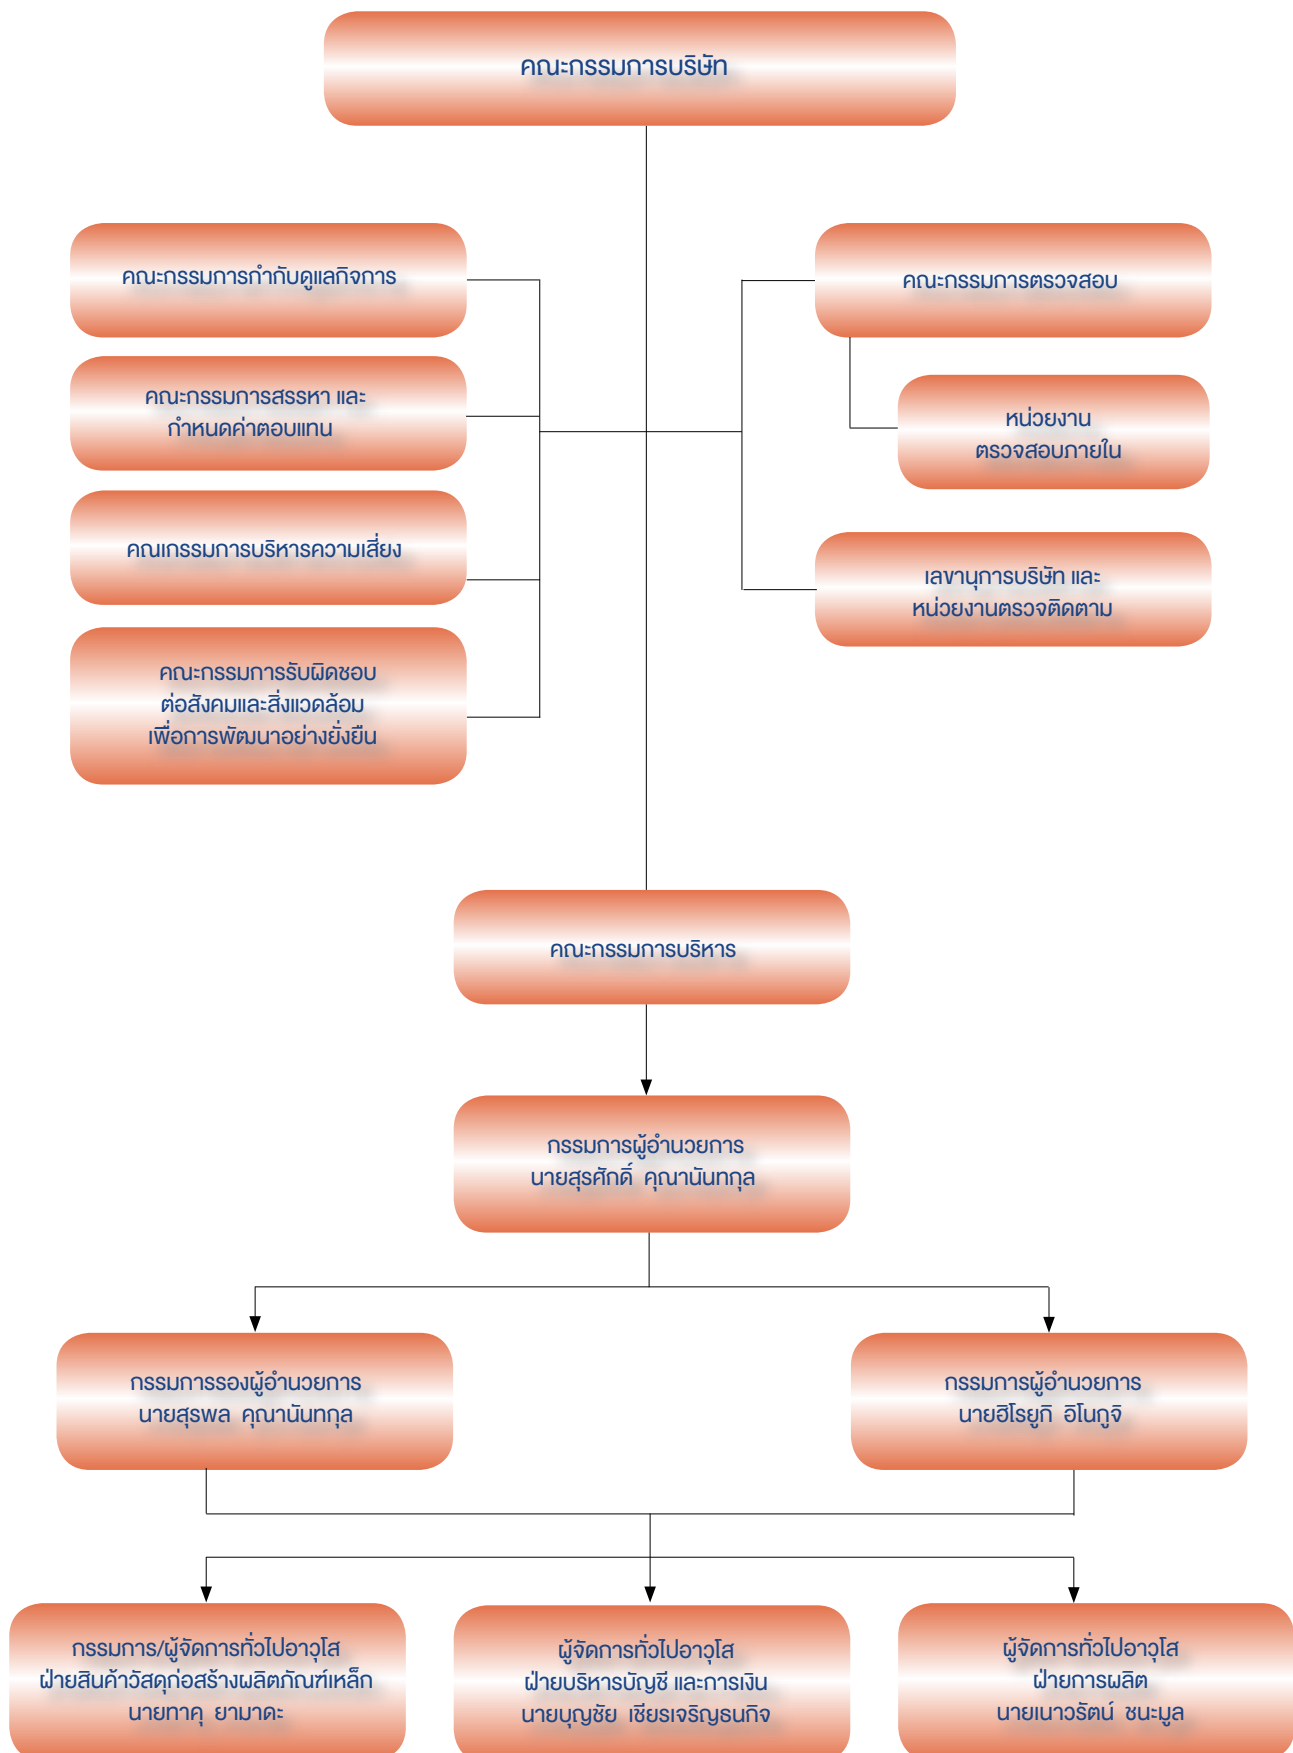 คณะกรรมการบริษัท
คณะกรรมการกำกับดูแลกิจการ
คณะกรรมการสรรหา และ
กำหนดค่าตอบแทน
คณเกรรมการบริหารความเสี่ยง
คณะกรรมการรับผิดชอบ
ต่อสังคมและสิ่งแวดล้อม
เพื่อการพัฒนาอย่างยั่งยืน
คณะกรรมการตรวจสอบ
หน่วยงาน
ตรวจสอบภายใน
เลขานุการบริษัท และ
หน่วยงานตรวจติดตาม
คณะกรรมการบริหาร
กรรมการผู้อำนวยการ
นายสุรศักดิ์ คุณานันทกุล
กรรมการรองผู้อำนวยการ
นายสุรพล คุณานันทกุล
กรรมการผู้อำนวยการ
นายฮิโรยูกิ อิโนกูจิ
กรรมการ/ผู้จัดการทั่วไปอาวุโส
ฝ่ายสินค้าวัสดุก่อสร้างผลิตภัณฑ์เหล็ก
นายทาคุ ยามาดะ
ผู้จัดการทั่วไปอาวุโส
ฝ่ายบริหารบัญชี และการเงิน
นายบุญชัย เชียรเจริญธนกิจ
ผู้จัดการทั่วไปอาวุโส
ฝ่ายการผลิต
นายเนาวรัตน์ ชนะมูล